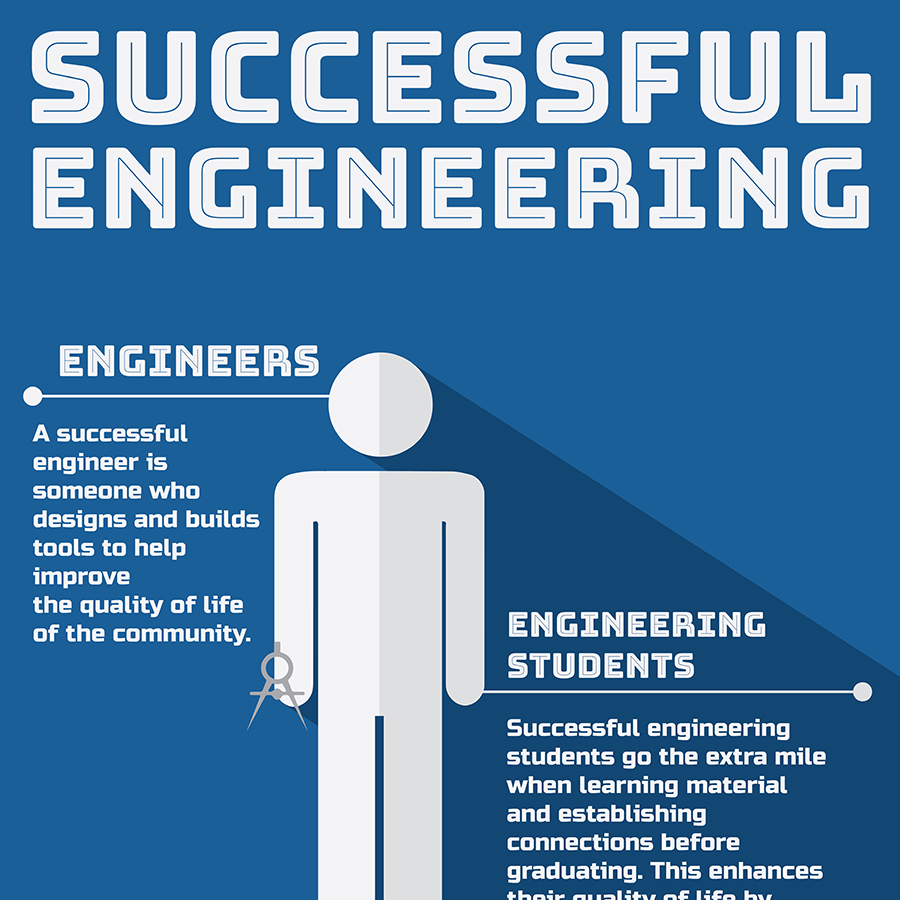 SUCCESSFUL
ENGINEERING
ENGINEERS
A successful
engineer is
someone who
designs and builds
tools to help
improve
the quality of life
of the community.
ENGINEERING
STUDENTS
Successful engineering
students go the extra mile
when learning material
and establishing
connections before
graduating. This enhances
their quality of life by